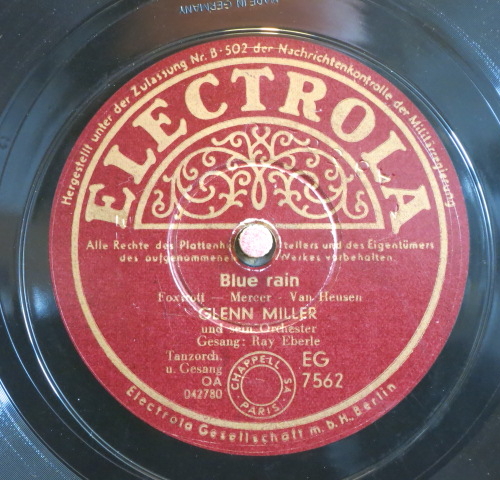 MADE IN GERMANY
Hergestellt unter der Zulassung Nr. B-502 der Nachrichtenkontrolle der Militärregierung
ELECTROLA
Alle Rechte des Plattenh stellers und des Eigentümers
des aufgenommene Werkes vorbehalten.
Blue rain
Foxtrott — Mercer - Van Heusen
GLENN MILLER
und sein Orchester
Gesang: Ray Eberle
Tanzorch.
u. Gesang
OA
042780
CHAPPELL SA
PARIS
EG
7562
Electrola Gesellschaft m.b.H. Berlin